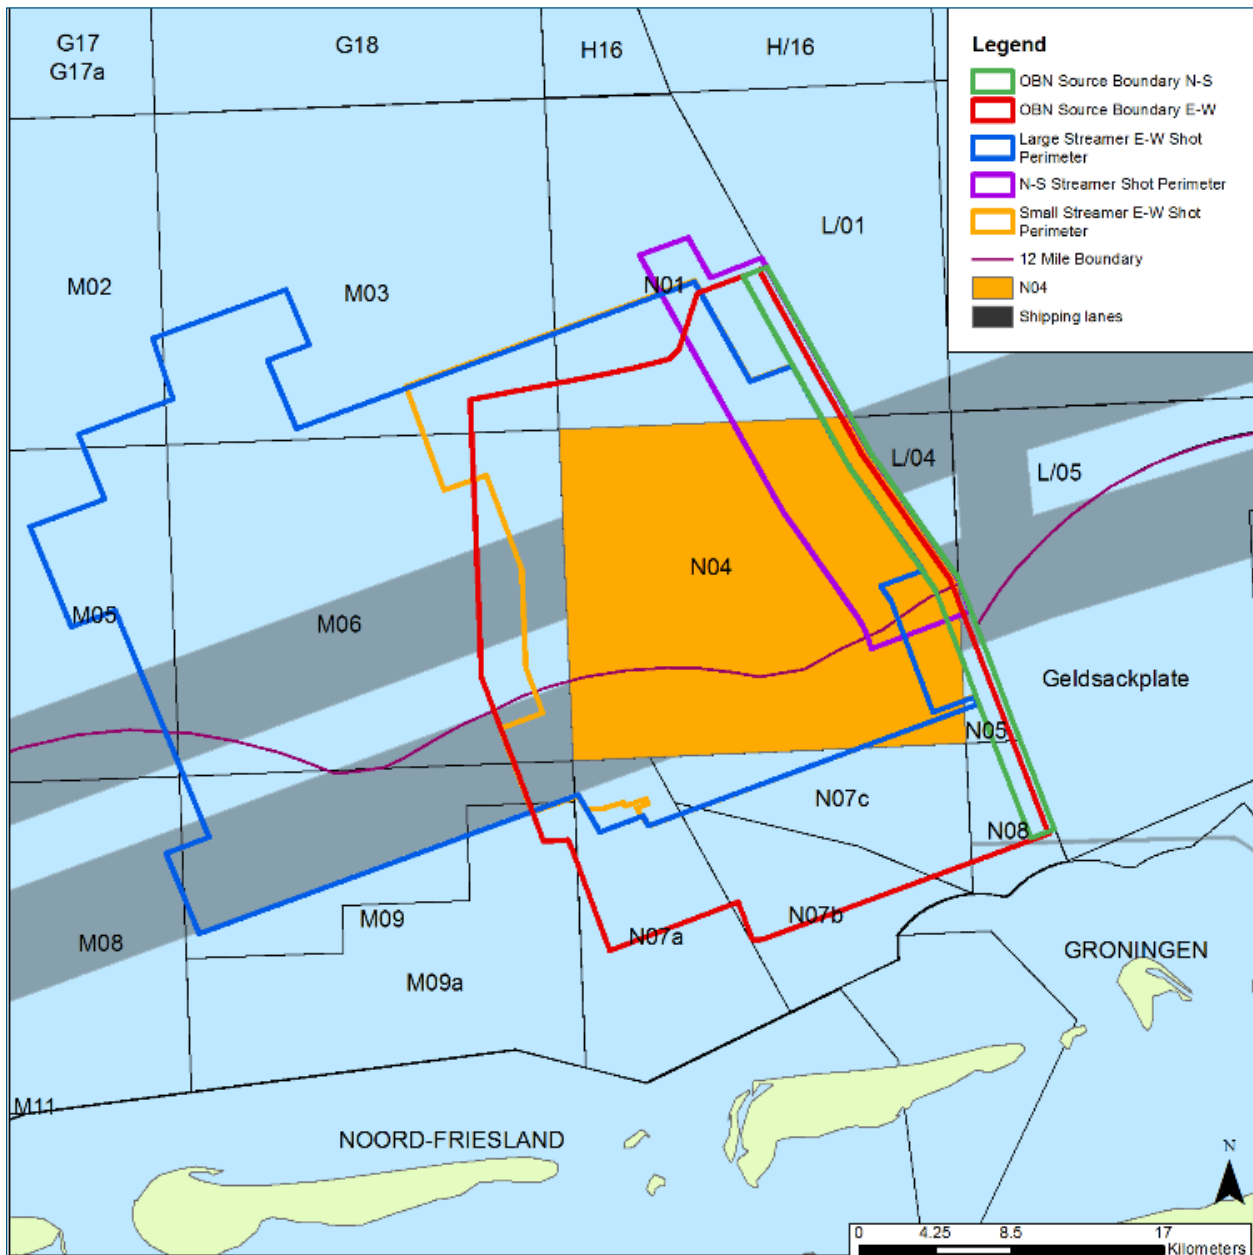 G17
G17a
G18
H16
H/16
Legend
OBN Source Boundary N-S
OBN Source Boundary E-W
Large Streamer E-W Shot
Perimeter
N-S Streamer Shot Perimeter
Small Streamer E-W Shot
Perimeter
12 Mile Boundary
N04
Shipping lanes
L/01
M02
M03
N01
L/04
L/05
N04
M05
M06
Geldsackplate
N05
N07c
N08
M08
M09
N07a
N07b
M09a
GRONINGEN
M11
NOORD-FRIESLAND
N
0 4.25 8.5 17
Kilometers